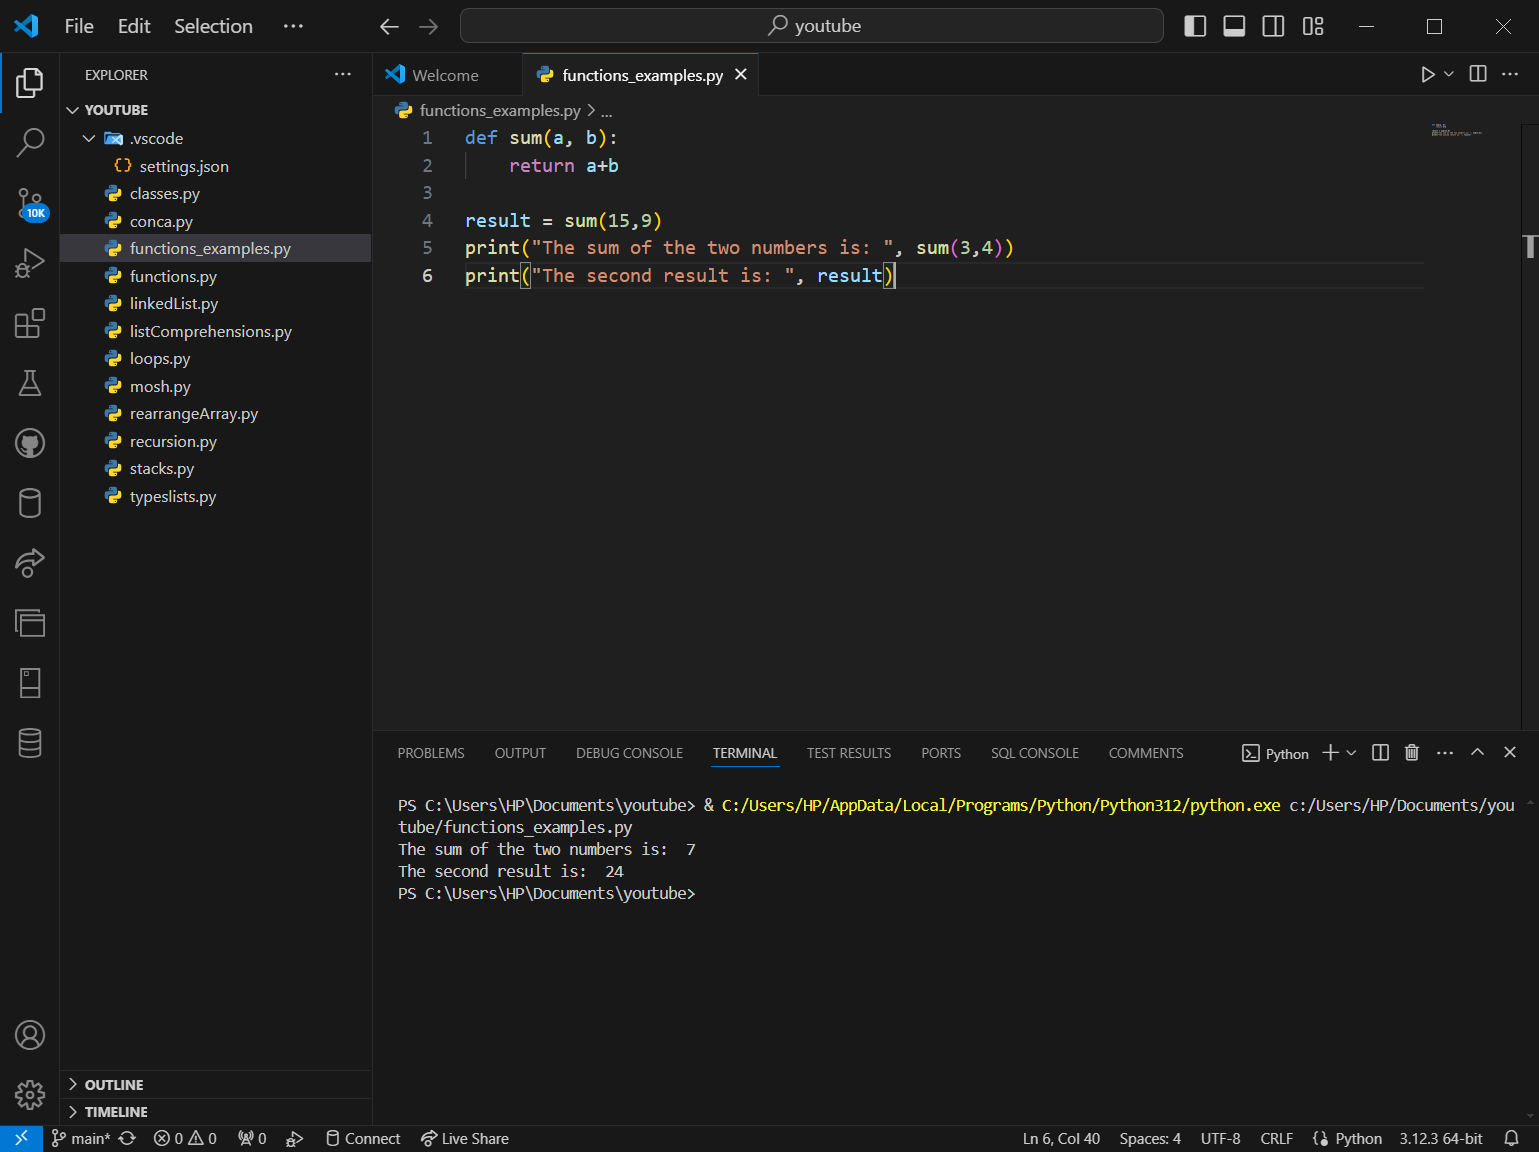 File Edit Selection ··· youtube
EXPLORER ···
YOUTUBE
.vscode
{} settings.json
classes.py
conca.py
functions_examples.py
functions.py
linkedList.py
listComprehensions.py
loops.py
mosh.py
rearrangeArray.py
recursion.py
stacks.py
typeslists.py
OUTLINE
TIMELINE
10K
Welcome functions_examples.py
functions_examples.py > ...
1 def sum(a, b):
2     return a+b
3
4 result = sum(15,9)
5 print("The sum of the two numbers is: ", sum(3,4))
6 print("The second result is: ", result)
PROBLEMS OUTPUT DEBUG CONSOLE TERMINAL TEST RESULTS PORTS SQL CONSOLE COMMENTS Python
PS C:\Users\HP\Documents\youtube> & C:/Users/HP/AppData/Local/Programs/Python/Python312/python.exe c:/Users/HP/Documents/you
tube/functions_examples.py
The sum of the two numbers is:  7
The second result is:  24
PS C:\Users\HP\Documents\youtube>
main* 0 0 0 Connect Live Share Ln 6, Col 40 Spaces: 4 UTF-8 CRLF Python 3.12.3 64-bit